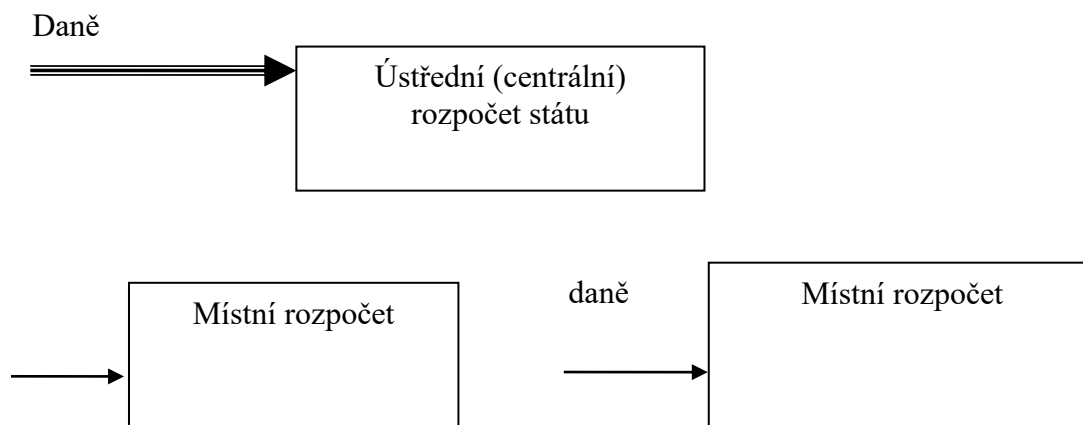 Daně
Ústřední (centrální)
rozpočet státu
Místní rozpočet
daně
Místní rozpočet